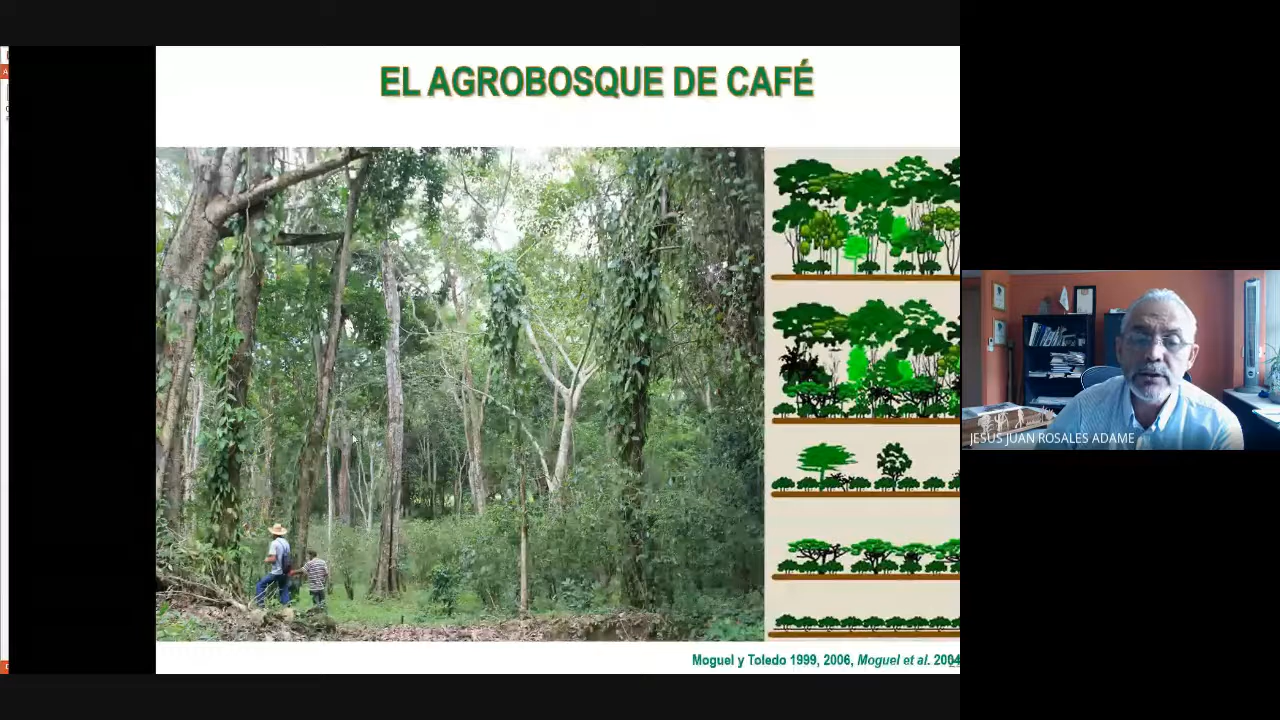 EL AGROBOSQUE DE CAFÉ
JESUS JUAN ROSALES ADAME
Moguel y Toledo 1999, 2006, Moguel et al. 2004